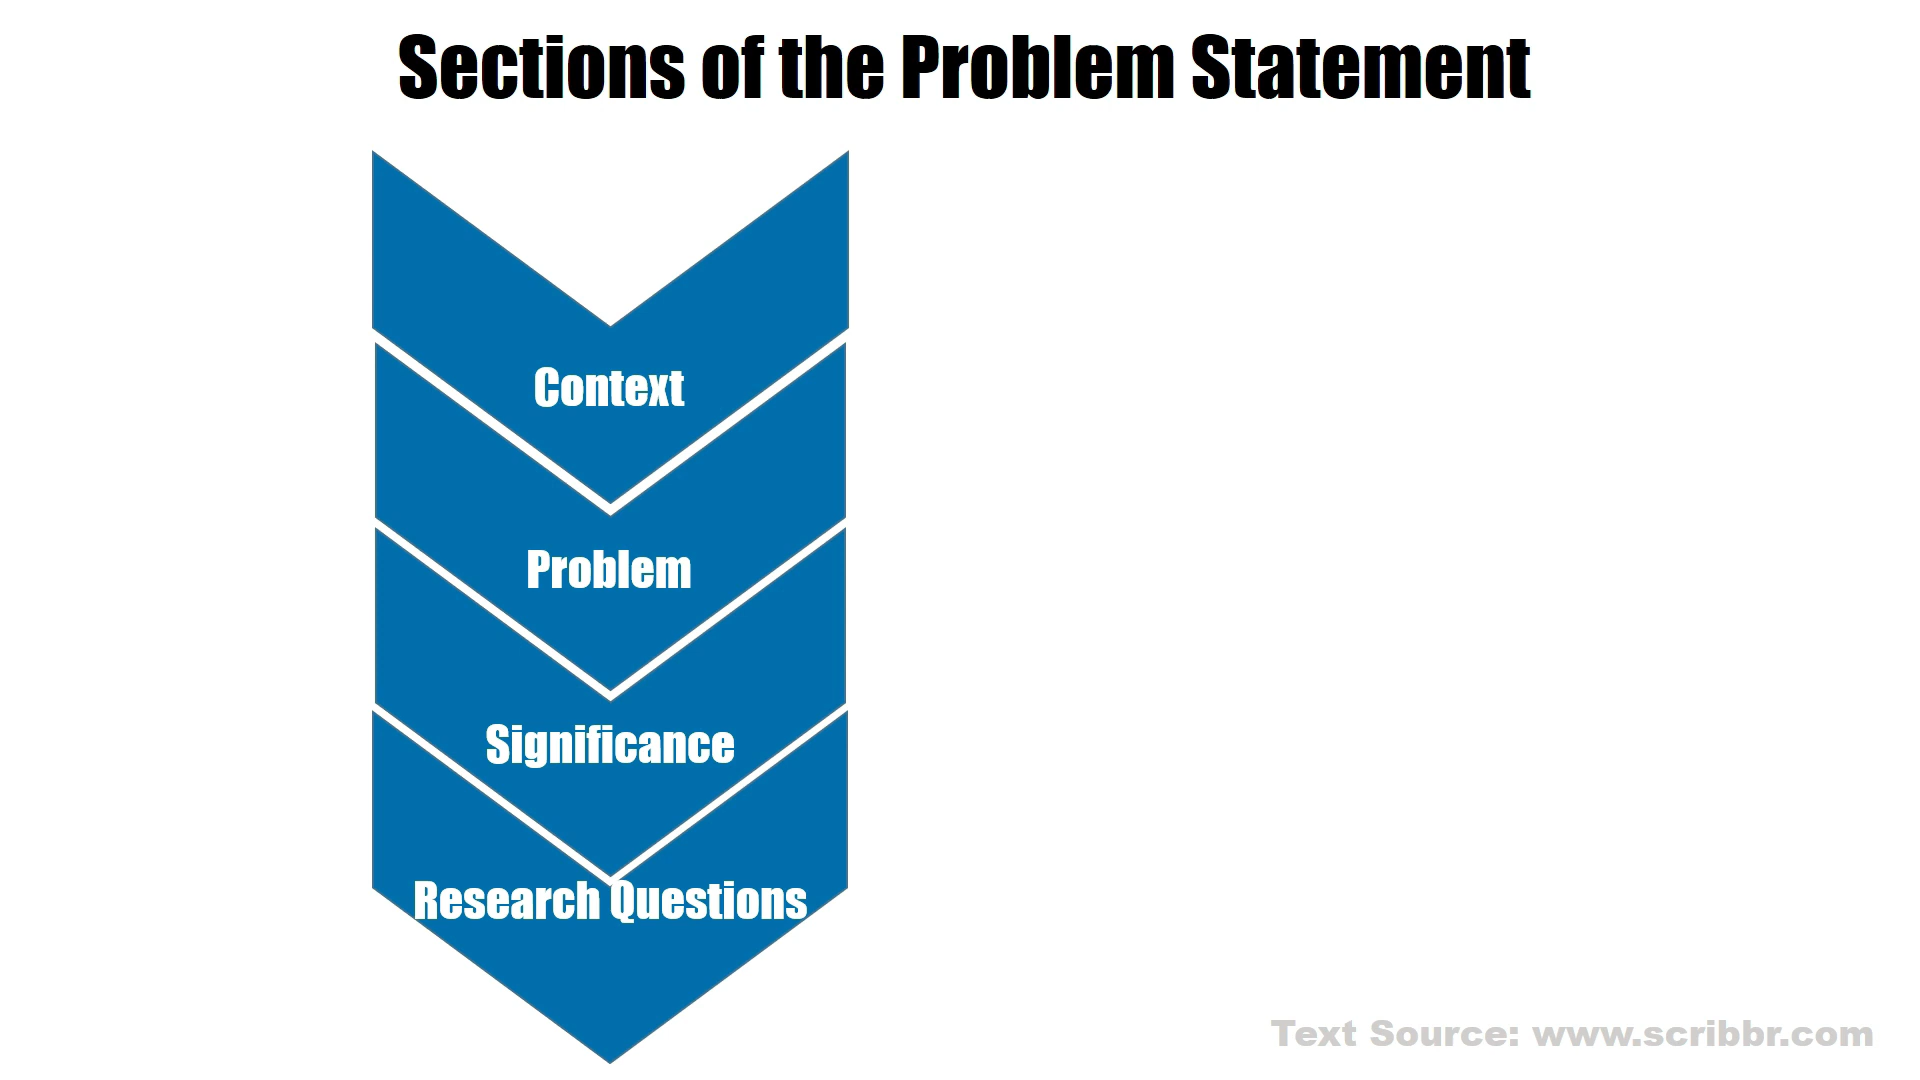 Sections of the Problem Statement
Context
Problem
Significance
Research Questions
Text Source: www.scribbr.com